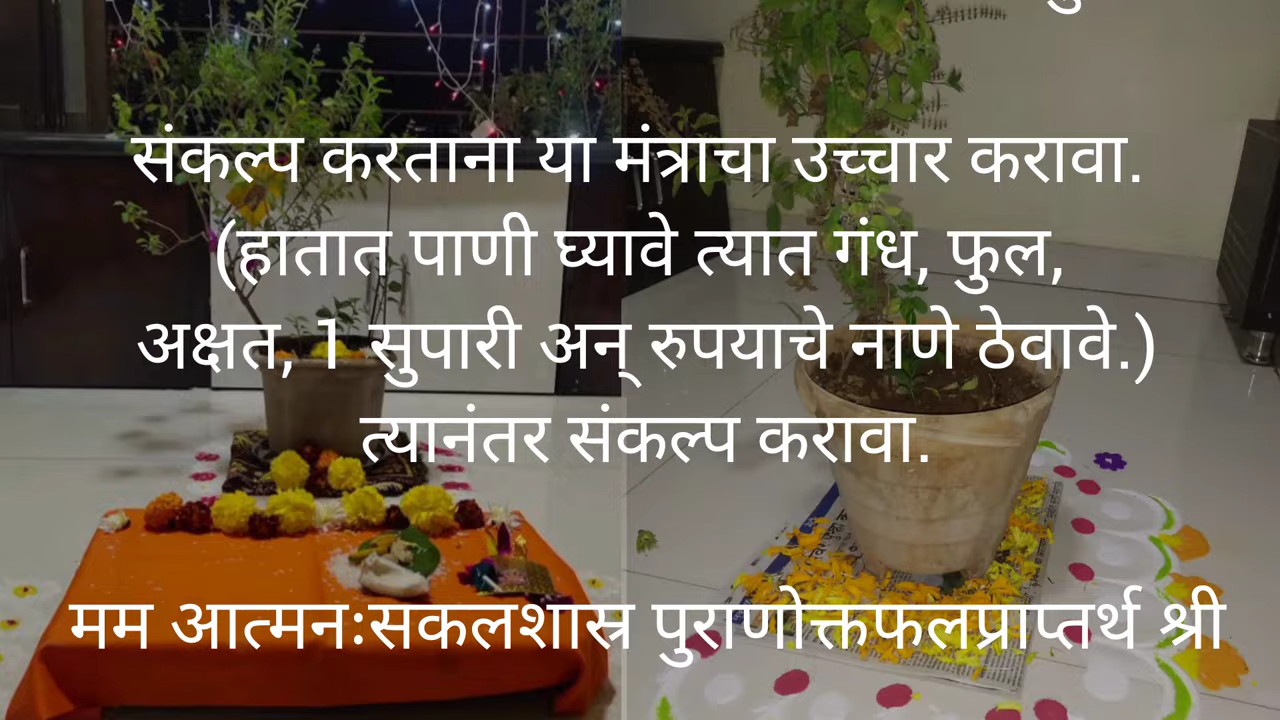 संकल्प करताना या मंत्राचा उच्चार करावा.
(हातात पाणी घ्यावे त्यात गंध, फुल,
अक्षत, 1 सुपारी अन् रुपयाचे नाणे ठेवावे.)
त्यानंतर संकल्प करावा.
मम आत्मनःसकलशास्त्र पुराणोक्तफलप्राप्तर्थ श्री